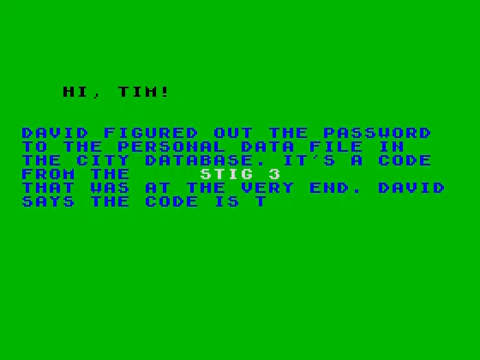 HI, TIM!
DAVID FIGURED OUT THE PASSWORD
TO THE PERSONAL DATA FILE IN
THE CITY DATABASE. IT'S A CODE
FROM THE STIG 3
THAT WAS AT THE VERY END. DAVID
SAYS THE CODE IS T